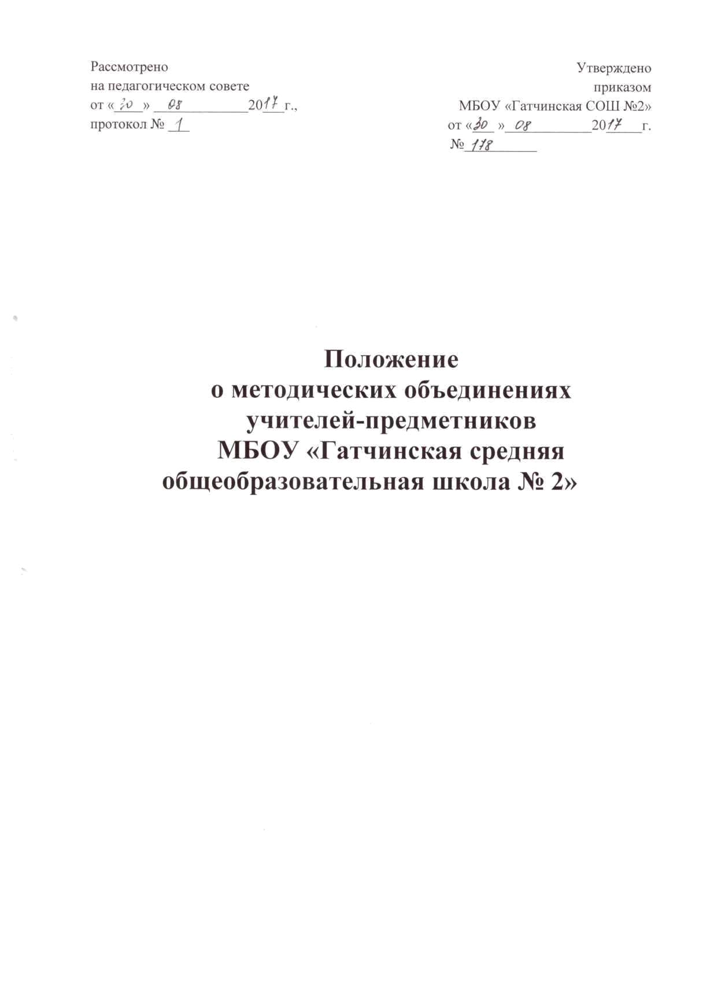 Рассмотрено
на педагогическом совете
от «30» 08 2017 г.,
протокол № 1
Утверждено
приказом
МБОУ «Гатчинская СОШ №2»
от «30 » 08 2017 г.
№ 178
Положение
о методических объединениях
учителей-предметников
МБОУ «Гатчинская средняя
общеобразовательная школа № 2»